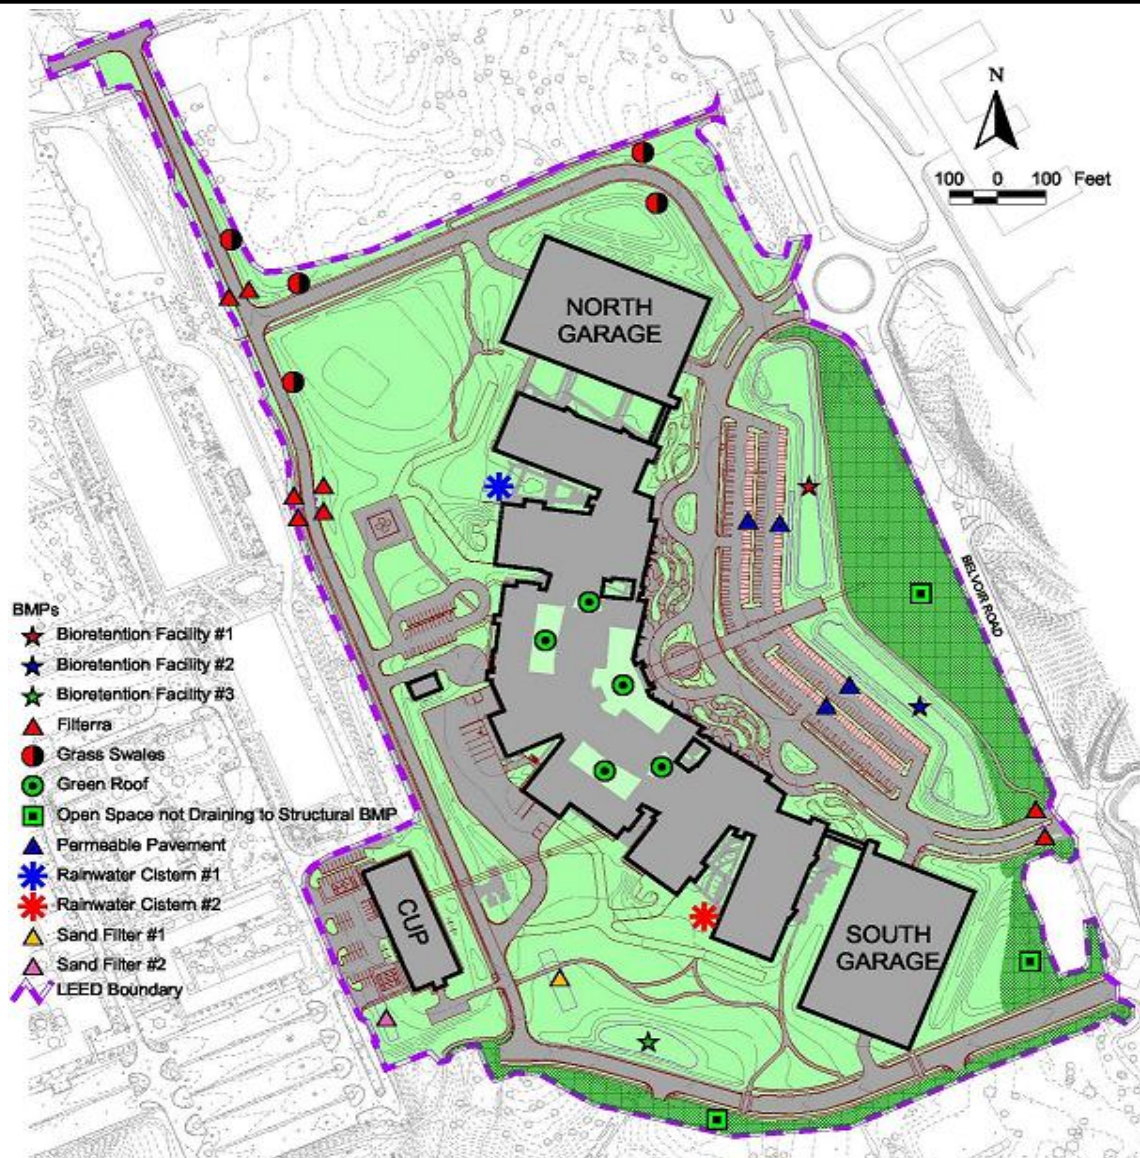 N
100 0 100 Feet
NORTH
GARAGE
BELVOIR ROAD
BMPs
Bioretention Facility #1
Bioretention Facility #2
Bioretention Facility #3
Filterra
Grass Swales
Green Roof
Open Space not Draining to Structural BMP
Permeable Pavement
Rainwater Cistern #1
Rainwater Cistern #2
Sand Filter #1
Sand Filter #2
LEED Boundary
CUP
SOUTH
GARAGE